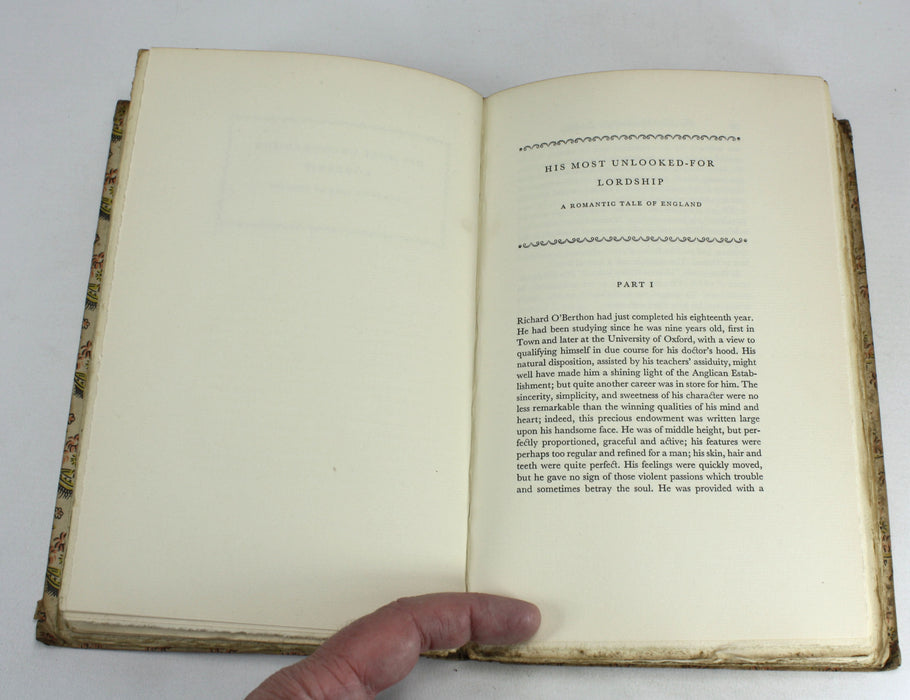 HIS MOST UNLOOKED-FOR
LORDSHIP
A ROMANTIC TALE OF ENGLAND
PART I
Richard O'Berthon had just completed his eighteenth year.
He had been studying since he was nine years old, first in
Town and later at the University of Oxford, with a view to
qualifying himself in due course for his doctor's hood. His
natural disposition, assisted by his teachers' assiduity, might
well have made him a shining light of the Anglican Estab-
lishment; but quite another career was in store for him. The
sincerity, simplicity, and sweetness of his character were no
less remarkable than the winning qualities of his mind and
heart; indeed, this precious endowment was written large
upon his handsome face. He was of middle height, but per-
fectly proportioned, graceful and active; his features were
perhaps too regular and refined for a man; his skin, hair and
teeth were quite perfect. His feelings were quickly moved,
but he gave no sign of those violent passions which trouble
and sometimes betray the soul. He was provided with a